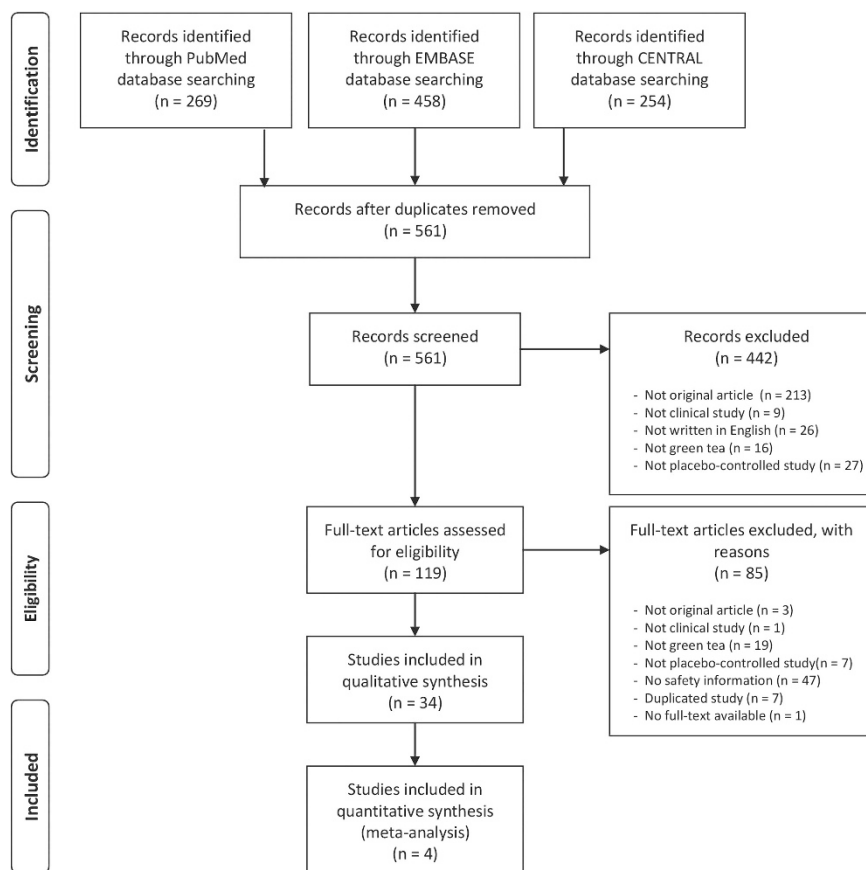 Identification
Records identified
through PubMed
database searching
(n = 269)
Records identified
through EMBASE
database searching
(n = 458)
Records identified
through CENTRAL
database searching
(n = 254)
Records after duplicates removed
(n = 561)
Screening
Records screened
(n = 561)
Records excluded
(n = 442)
- Not original article (n = 213)
- Not clinical study (n = 9)
- Not written in English (n = 26)
- Not green tea (n = 16)
- Not placebo-controlled study (n = 27)
Eligibility
Full-text articles assessed
for eligibility
(n = 119)
Full-text articles excluded, with
reasons
(n = 85)
- Not original article (n = 3)
- Not clinical study (n = 1)
- Not green tea (n = 19)
- Not placebo-controlled study(n = 7)
- No safety information (n = 47)
- Duplicated study (n = 7)
- No full-text available (n = 1)
Studies included in
qualitative synthesis
(n = 34)
Included
Studies included in
quantitative synthesis
(meta-analysis)
(n = 4)